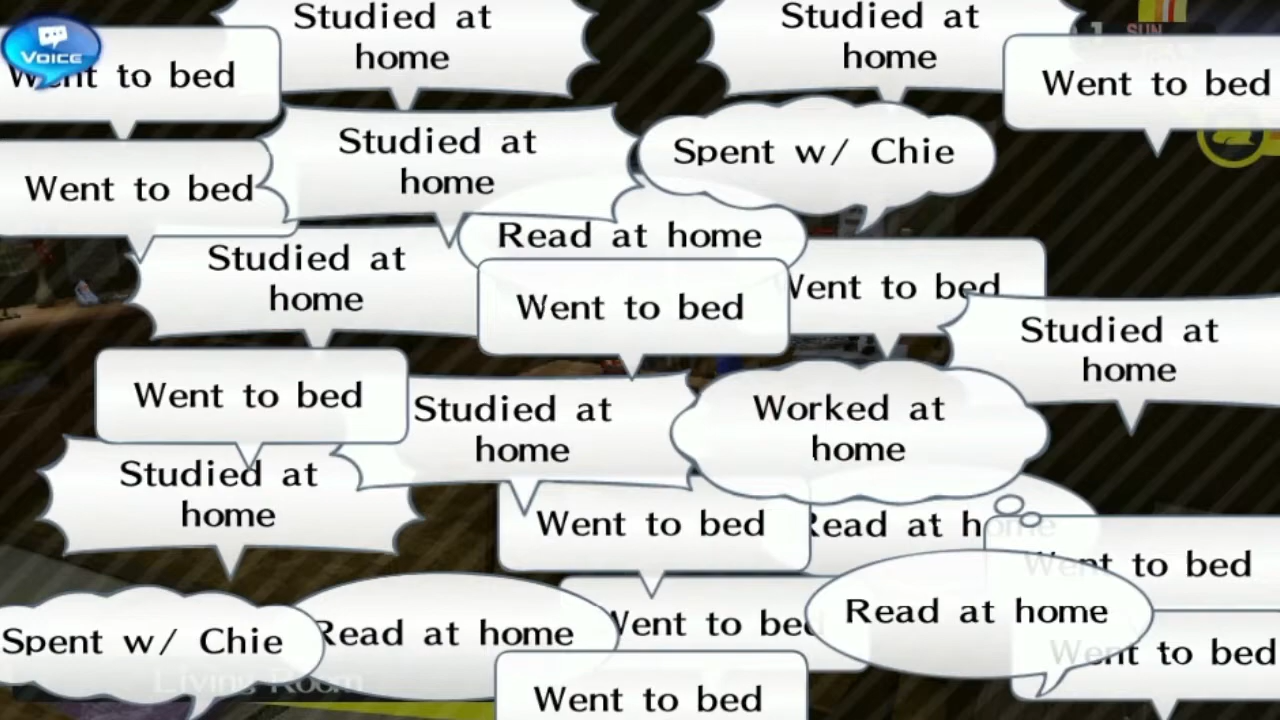 Studied at
home
Studied at
home
SUN
VOICE
Went to bed
Went to bed
Studied at
home
Spent w/ Chie
Went to bed
Read at home
Studied at
home
Went to bed
Went to bed
Studied at
home
Went to bed
Studied at
home
Worked at
home
Studied at
home
Went to bed
Read at home
Went to bed
Read at home
Went to bed
Read at home
Spent w/ Chie
Went to bed
Living Room
Went to bed